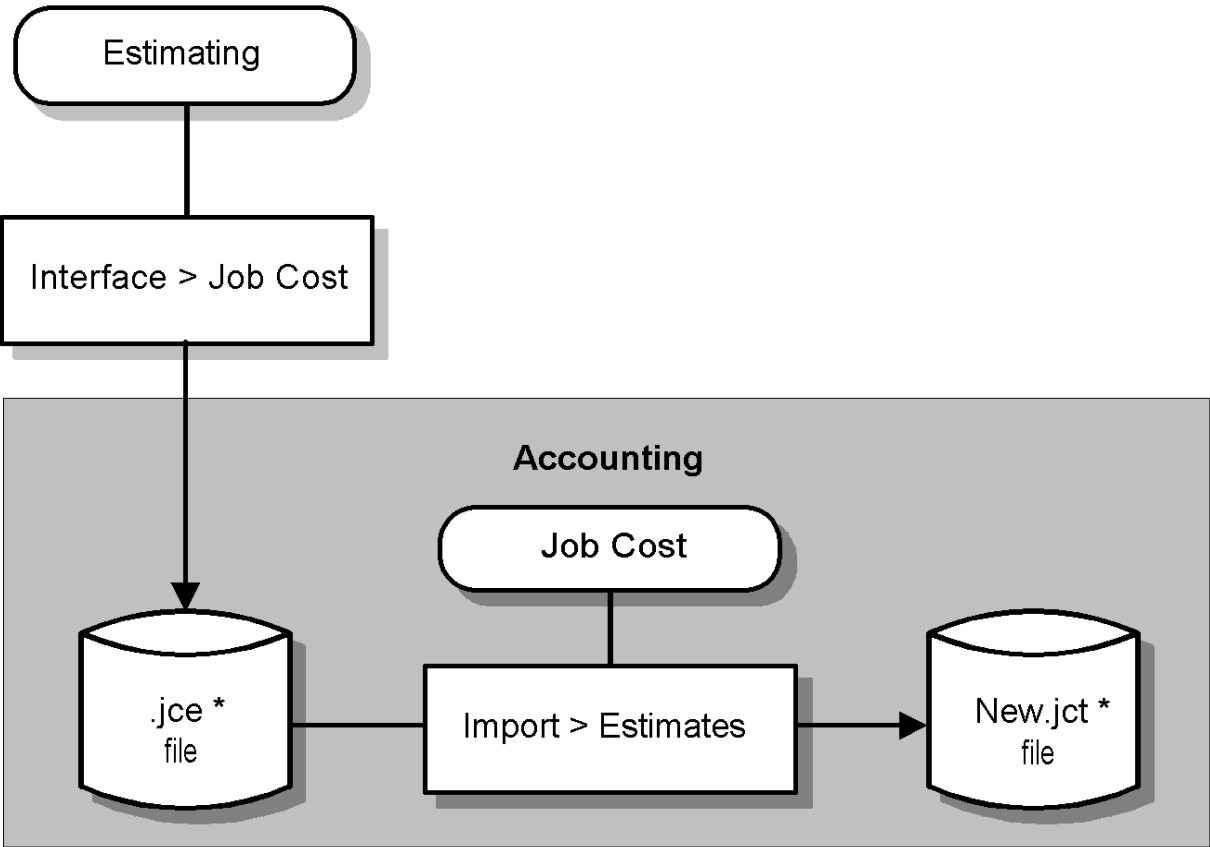 Estimating
Interface > Job Cost
Accounting
Job Cost
.jce *
file
Import > Estimates
New.jct *
file